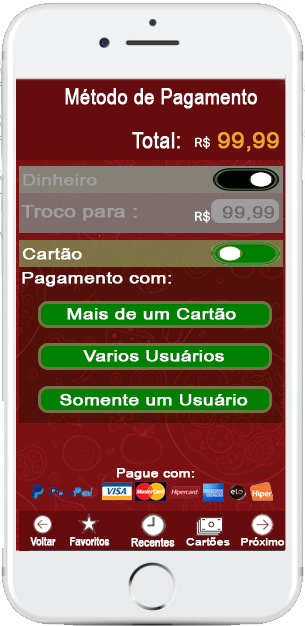 Método de Pagamento
Total: R$ 99,99
Dinheiro
Troco para : R$ 99,99
Cartão
Pagamento com:
Mais de um Cartão
Varios Usuários
Somente um Usuário
Pague com:
PayPal VISA MasterCard Hipercard elo Hiper
Voltar Favoritos Recentes Cartões Próximo